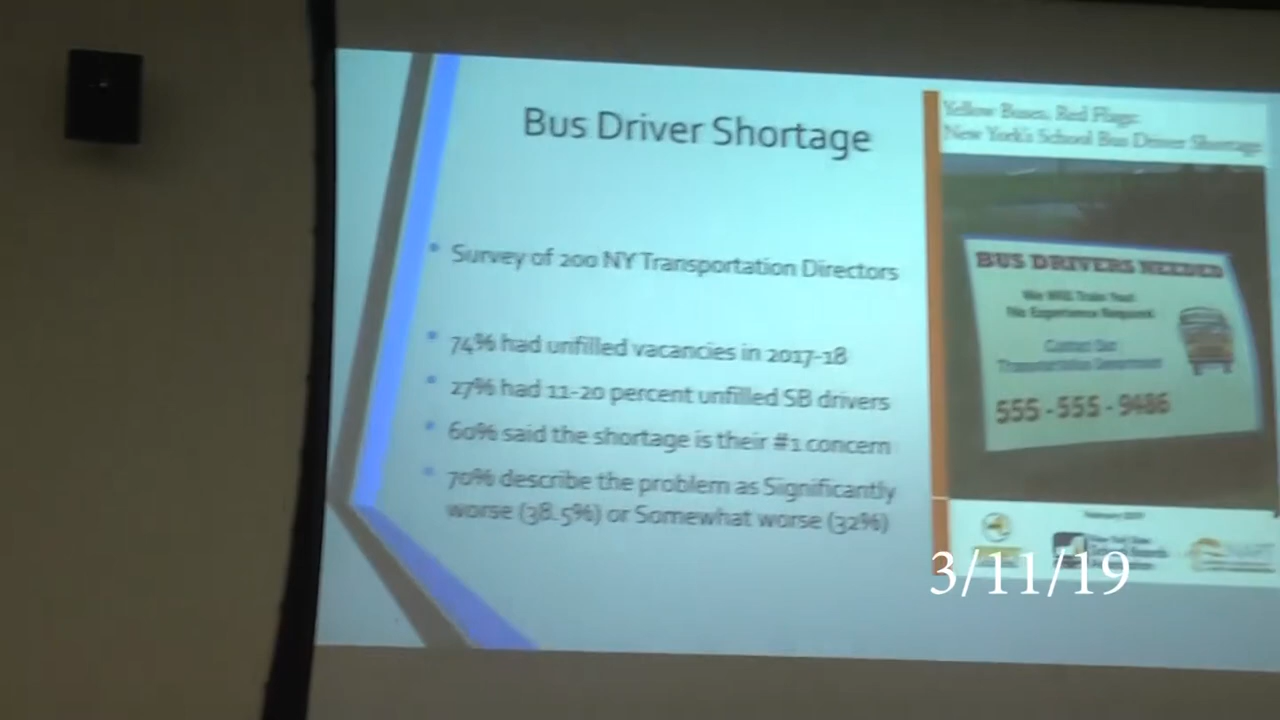 Bus Driver Shortage
• Survey of 200 NY Transportation Directors
• 74% had unfilled vacancies in 2017-18
• 27% had 11-20 percent unfilled SB drivers
• 60% said the shortage is their #1 concern
• 70% describe the problem as Significantly
worse (38.5%) or Somewhat worse (32%)
Yellow Buses, Red Flags:
New York's School Bus Driver Shortage
BUS DRIVERS NEEDED
We Will Train You!
No Experience Required
Contact Our
Transportation Department
555-555-9486
February
3/11/19